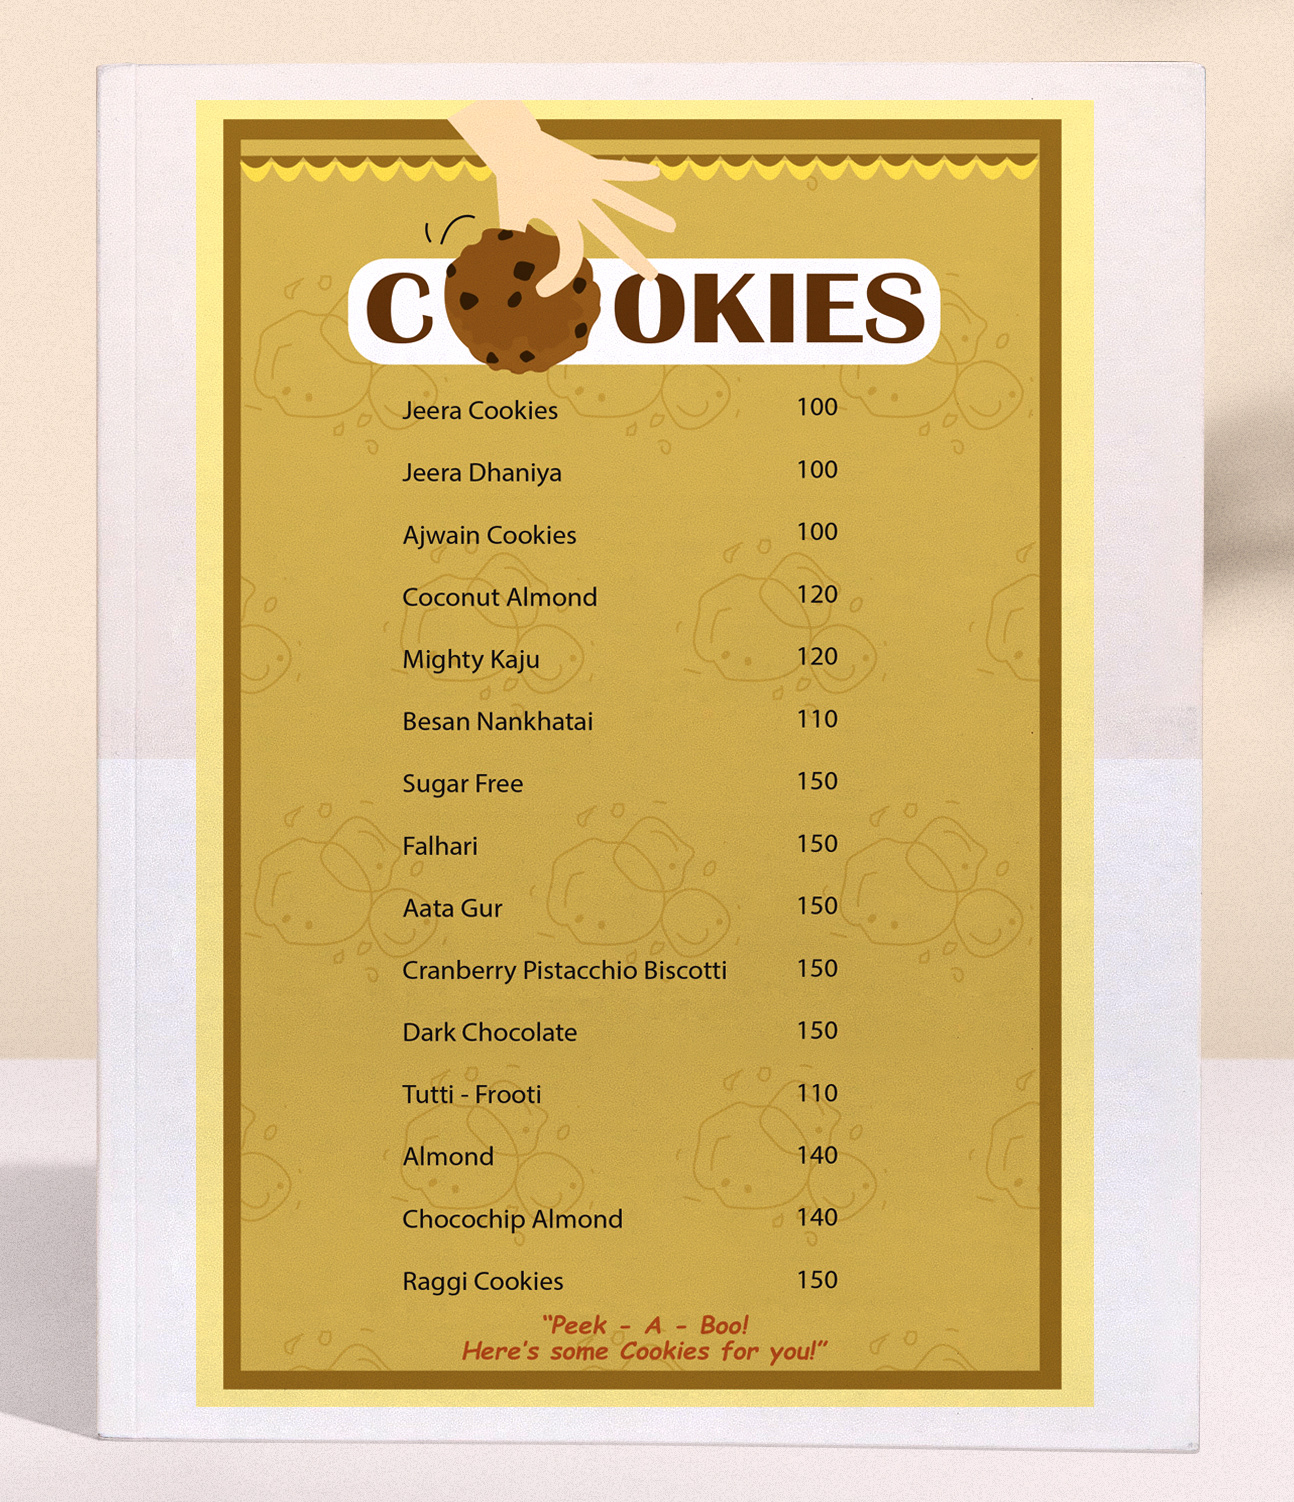 COOKIES
Jeera Cookies 100
Jeera Dhaniya 100
Ajwain Cookies 100
Coconut Almond 120
Mighty Kaju 120
Besan Nankhatai 110
Sugar Free 150
Falhari 150
Aata Gur 150
Cranberry Pistacchio Biscotti 150
Dark Chocolate 150
Tutti - Frooti 110
Almond 140
Chocochip Almond 140
Raggi Cookies 150
“Peek - A - Boo!
Here's some Cookies for you!”